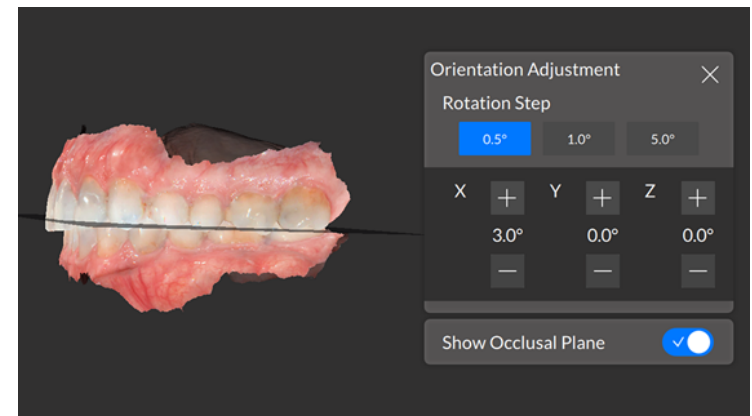 Orientation Adjustment
Rotation Step
0.5° 1.0° 5.0°
X Y Z
3.0° 0.0° 0.0°
Show Occlusal Plane